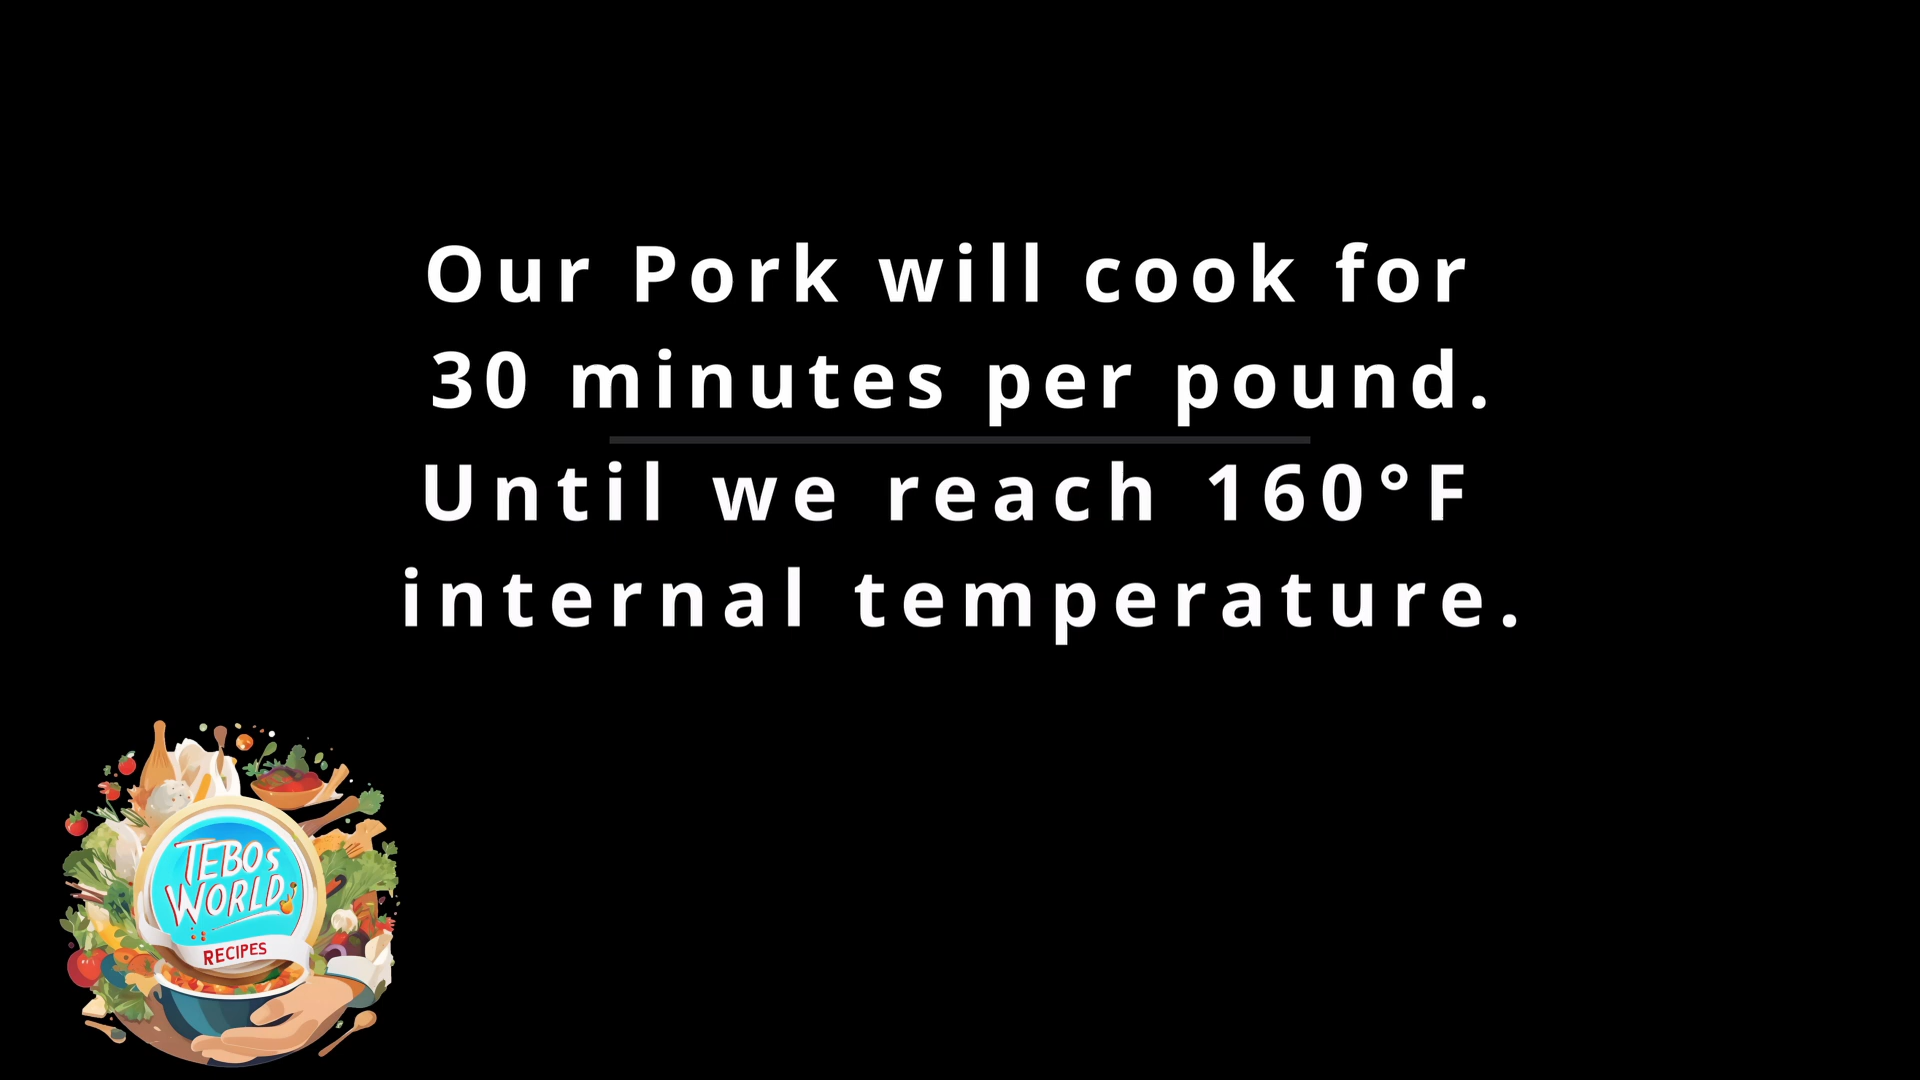 Our Pork will cook for
30 minutes per pound.
Until we reach 160°F
internal temperature.
TEBOs
WORLD
RECIPES